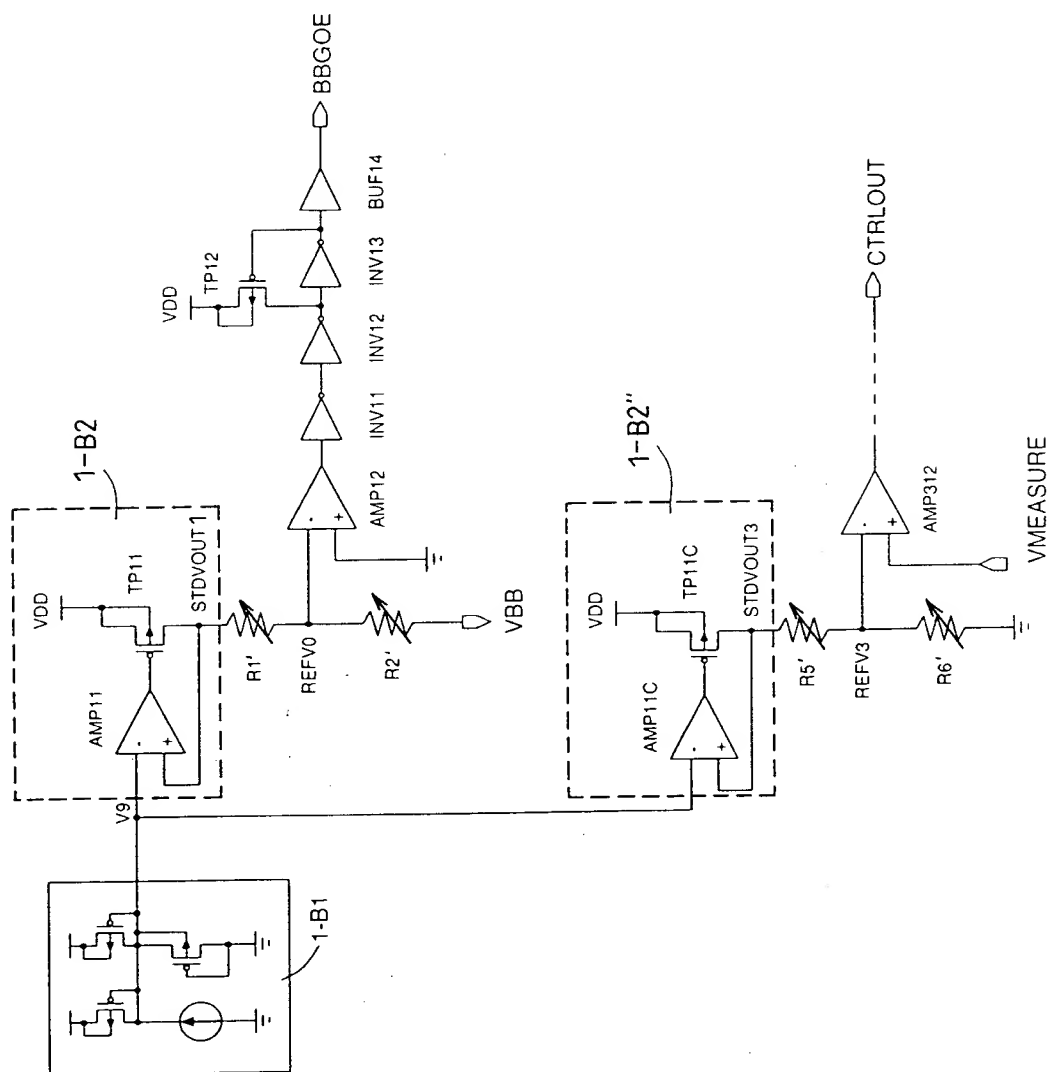 1-B1
V9
1-B2
VDD
AMP11
-
+
TP11
STDVOUT1
R1'
REFV0
R2'
VBB
-
+
AMP12
INV11
INV12
VDD
TP12
INV13
BUF14
BBGOE
1-B2"
VDD
AMP11C
-
+
TP11C
STDVOUT3
R5'
REFV3
R6'
-
+
AMP312
VMEASURE
CTRLOUT